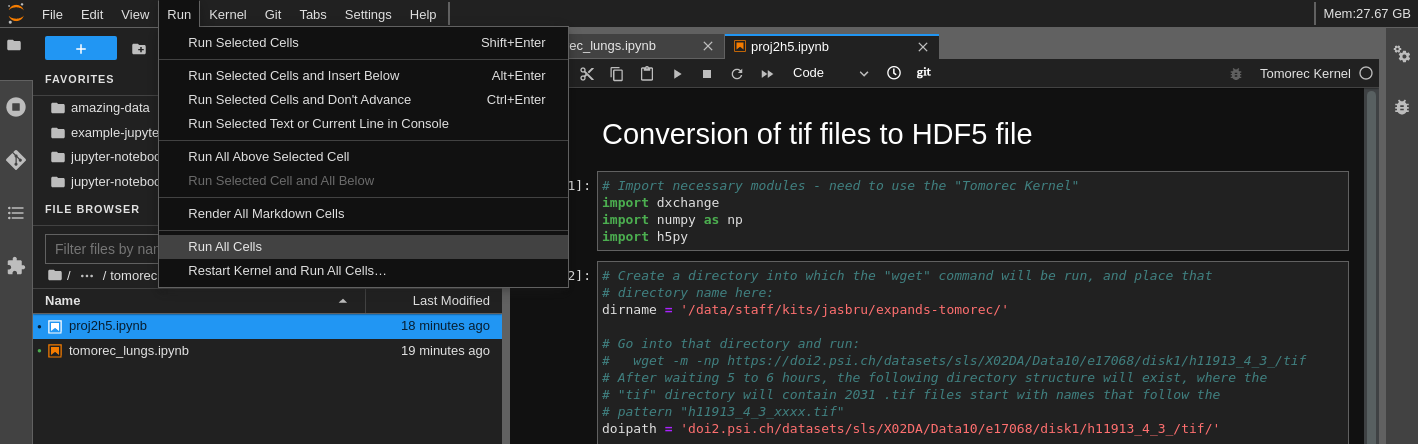 File Edit View Run Kernel Git Tabs Settings Help
Mem:27.67 GB
Run Selected Cells Shift+Enter
Run Selected Cells and Insert Below Alt+Enter
Run Selected Cells and Don't Advance Ctrl+Enter
Run Selected Text or Current Line in Console
Run All Above Selected Cell
Run Selected Cell and All Below
Render All Markdown Cells
Run All Cells
Restart Kernel and Run All Cells…
FAVORITES
amazing-data
example-jupyte
jupyter-noteboo
jupyter-noteboo
FILE BROWSER
Filter files by nar
/ ··· / tomorec
Name Last Modified
proj2h5.ipynb 18 minutes ago
tomorec_lungs.ipynb 19 minutes ago
ec_lungs.ipynb
proj2h5.ipynb
Code
git
Tomorec Kernel
Conversion of tif files to HDF5 file
1]:
# Import necessary modules - need to use the "Tomorec Kernel"
import dxchange
import numpy as np
import h5py
2]:
# Create a directory into which the "wget" command will be run, and place that
# directory name here:
dirname = '/data/staff/kits/jasbru/expands-tomorec/'
# Go into that directory and run:
#   wget -m -np https://doi2.psi.ch/datasets/sls/X02DA/Data10/e17068/disk1/h11913_4_3_/tif
# After waiting 5 to 6 hours, the following directory structure will exist, where the
# "tif" directory will contain 2031 .tif files start with names that follow the
# pattern "h11913_4_3_xxxx.tif"
doipath = 'doi2.psi.ch/datasets/sls/X02DA/Data10/e17068/disk1/h11913_4_3_/tif/'